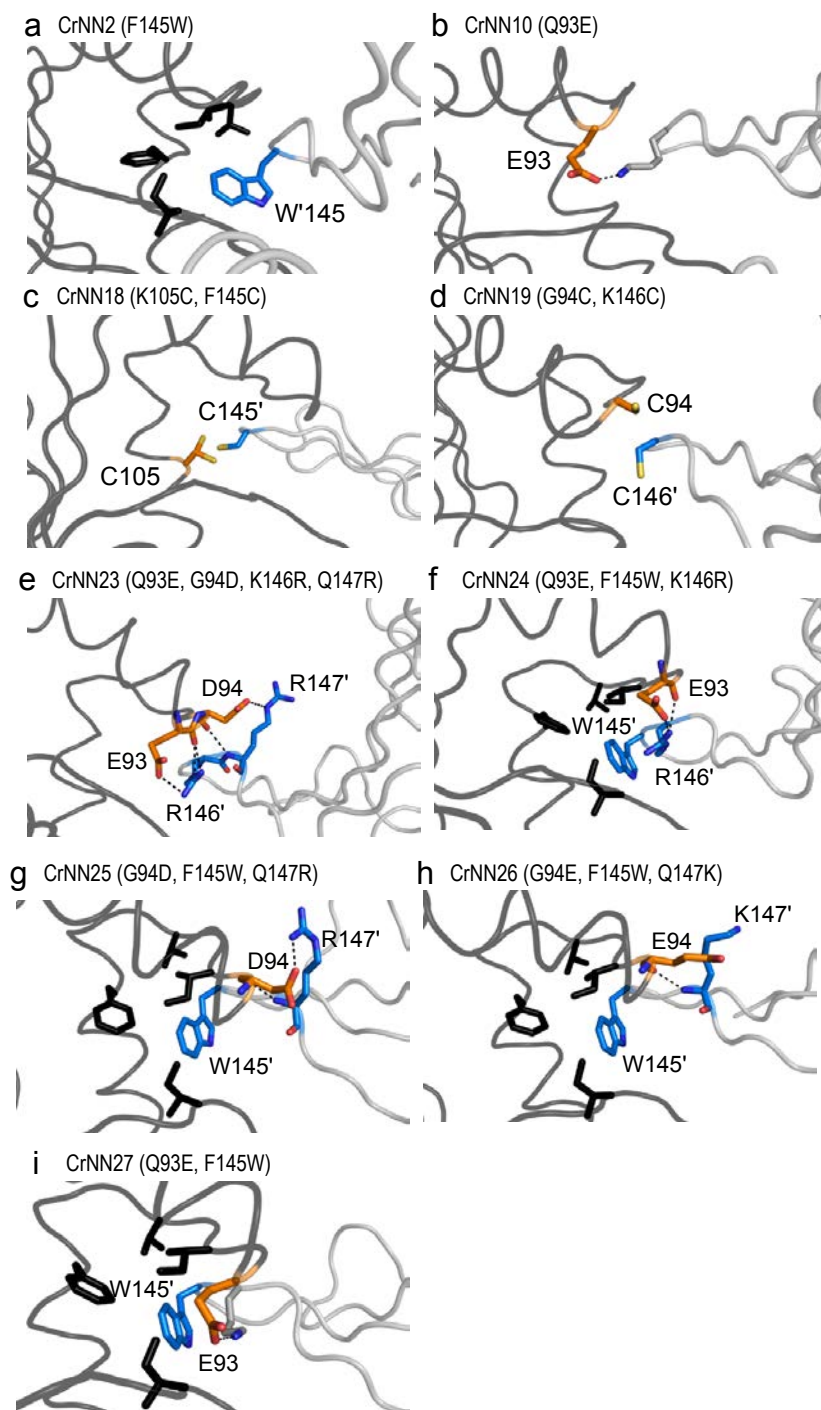 a CrNN2 (F145W)
W'145
b CrNN10 (Q93E)
E93
c CrNN18 (K105C, F145C)
C145'
C105
d CrNN19 (G94C, K146C)
C94
C146'
e CrNN23 (Q93E, G94D, K146R, Q147R)
D94
R147'
E93
R146'
f CrNN24 (Q93E, F145W, K146R)
E93
W145'
R146'
g CrNN25 (G94D, F145W, Q147R)
R147'
D94
W145'
h CrNN26 (G94E, F145W, Q147K)
K147'
E94
W145'
i CrNN27 (Q93E, F145W)
W145'
E93